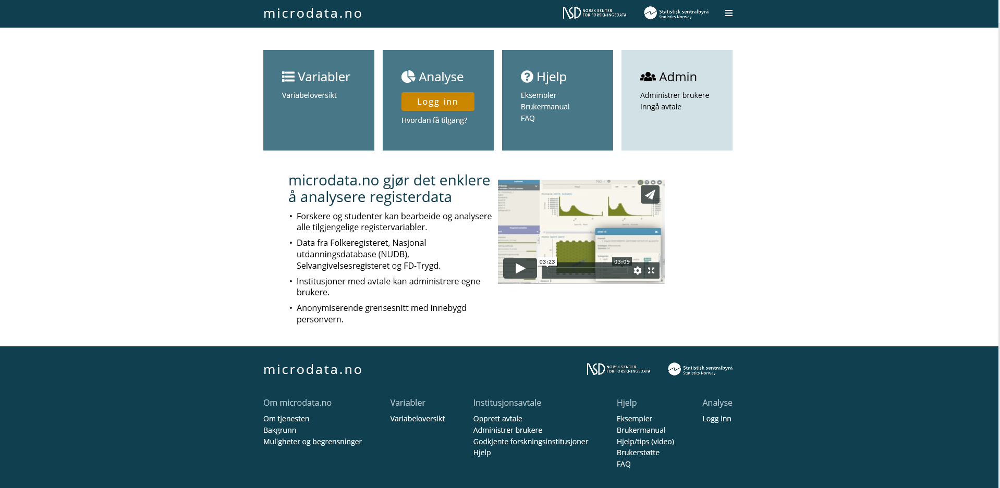 microdata.no
NORSK SENTER
FOR FORSKNINGSDATA
Statistisk sentralbyrå
Statistics Norway
Variabler
Variabeloversikt
Analyse
Logg inn
Hvordan få tilgang?
Hjelp
Eksempler
Brukermanual
FAQ
Admin
Administrer brukere
Inngå avtale
microdata.no gjør det enklere
å analysere registerdata
• Forskere og studenter kan bearbeide og analysere
alle tilgjengelige registervariabler.
• Data fra Folkeregisteret, Nasjonal
utdanningsdatabase (NUDB),
Selvangivelsesregisteret og FD-Trygd.
• Institusjoner med avtale kan administrere egne
brukere.
• Anonymiserende grensesnitt med innebygd
personvern.
03:23
03:09
microdata.no
NSD NORSK SENTER
FOR FORSKNINGSDATA
Statistisk sentralbyrå
Statistics Norway
Om microdata.no
Om tjenesten
Bakgrunn
Muligheter og begrensninger
Variabler
Variabeloversikt
Institusjonsavtale
Opprett avtale
Administrer brukere
Godkjente forskningsinstitusjoner
Hjelp
Hjelp
Eksempler
Brukermanual
Hjelp/tips (video)
Brukerstøtte
FAQ
Analyse
Logg inn